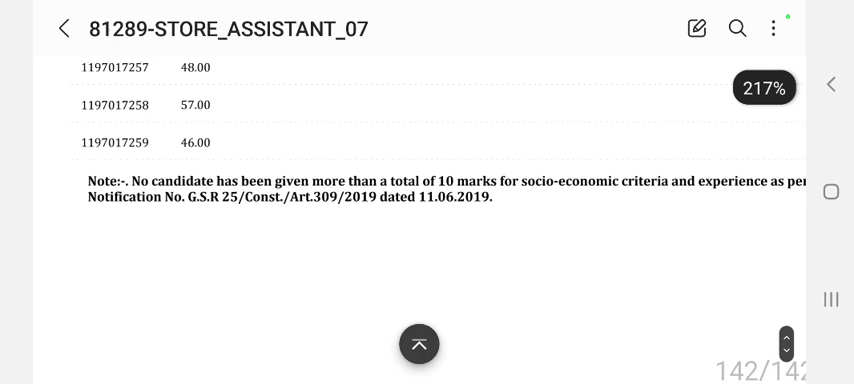 81289-STORE_ASSISTANT_07
1197017257 48.00
217%
1197017258 57.00
1197017259 46.00
Note:-. No candidate has been given more than a total of 10 marks for socio-economic criteria and experience as per
Notification No. G.S.R 25/Const./Art.309/2019 dated 11.06.2019.
142/142